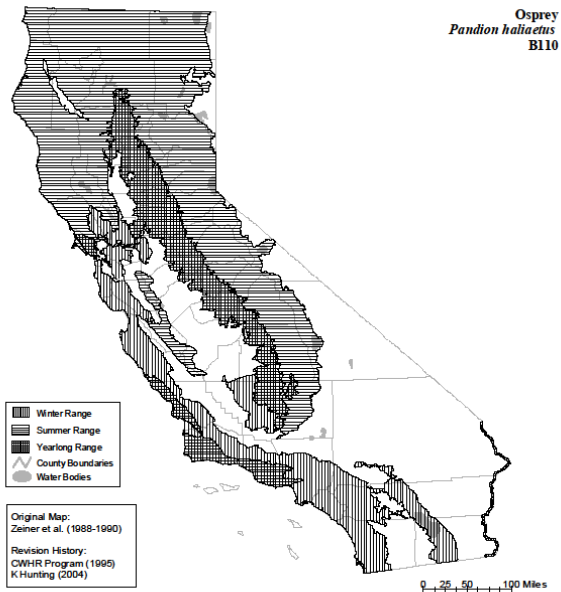 Osprey
Pandion haliaetus
B110
Winter Range
Summer Range
Yearlong Range
County Boundaries
Water Bodies
Original Map:
Zeiner et al. (1988-1990)
Revision History:
CWHR Program (1995)
K Hunting (2004)
0 25 50 100 Miles